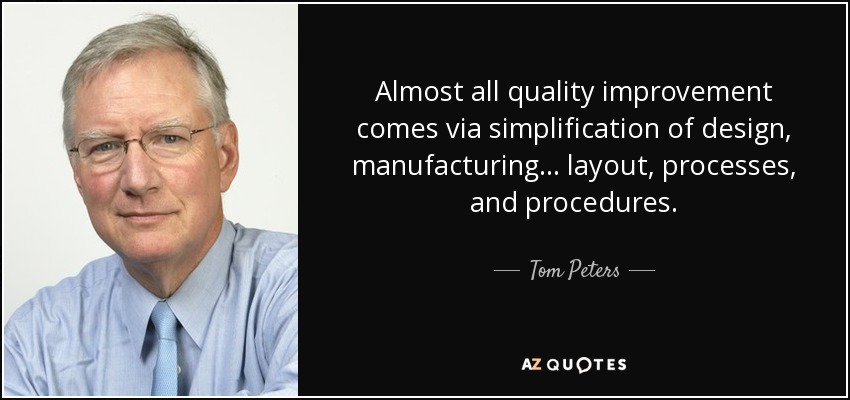 Almost all quality improvement
comes via simplification of design,
manufacturing... layout, processes,
and procedures.
Tom Peters
AZ QUOTES